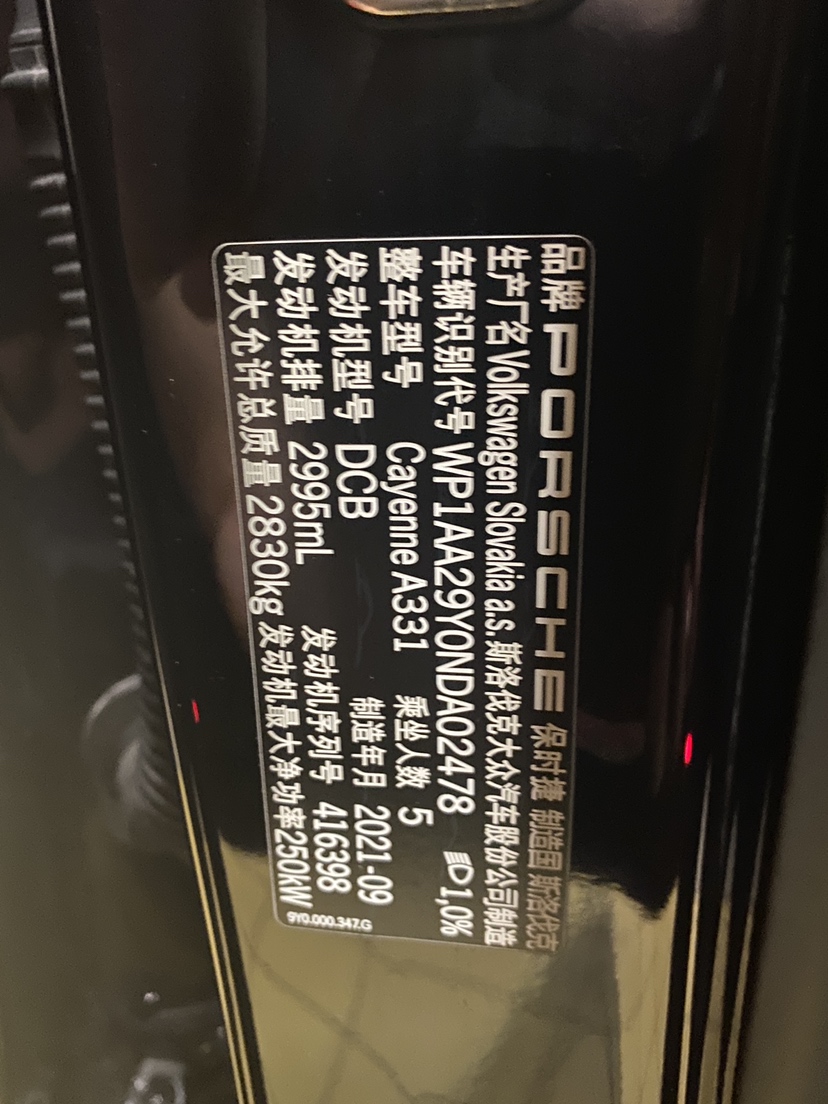 品牌 PORSCHE 保时捷 制造国 斯洛伐克
生产厂名 Volkswagen Slovakia a.s. 斯洛伐克大众汽车股份公司制造
车辆识别代号 WP1AA29Y0NDA02478 1,0%
整车型号 Cayenne A331 乘坐人数 5
发动机型号 DCB 制造年月 2021-09
发动机排量 2995mL 发动机序列号 416398
最大允许总质量 2830kg 发动机最大净功率250kW
9Y0.000.347.G